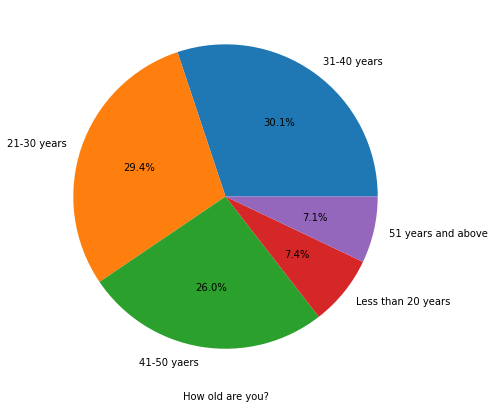 31-40 years
30.1%
21-30 years
29.4%
7.1%
51 years and above
7.4%
26.0%
Less than 20 years
41-50 yaers
How old are you?